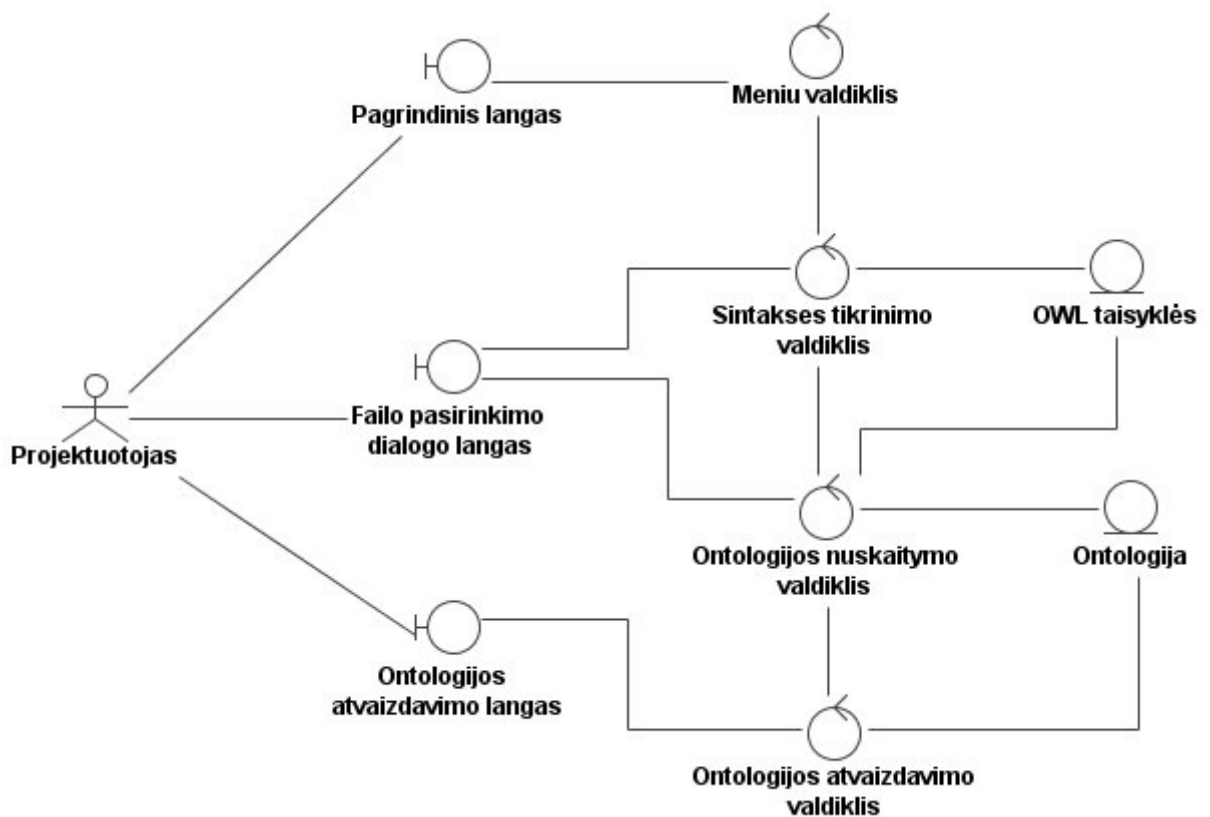 Pagrindinis langas
Meniu valdiklis
Sintakses tikrinimo
valdiklis
OWL taisyklės
Failo pasirinkimo
dialogo langas
Projektuotojas
Ontologijos nuskaitymo
valdiklis
Ontologija
Ontologijos
atvaizdavimo langas
Ontologijos atvaizdavimo
valdiklis